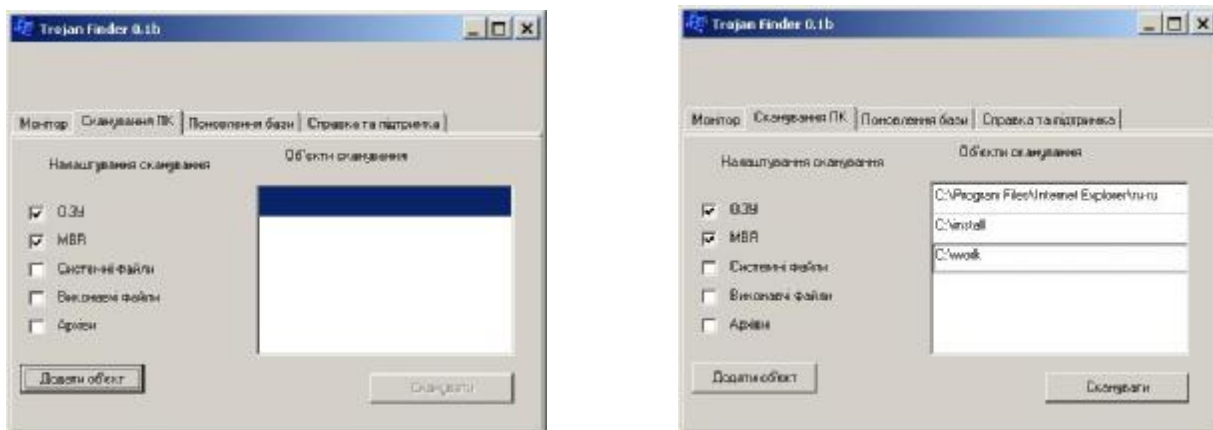 Trojan Finder 0.1b
Монітор Сканування ПК Поновлення бази Справка та підтримка
Налаштування сканування
Об'єкти сканування
ОЗУ
MBR
Системні файли
Виконавчі файли
Архіви
Додати об'єкт
Сканувати
Trojan Finder 0.1b
Монітор Сканування ПК Поновлення бази Справка та підтримка
Налаштування сканування
Об'єкти сканування
ОЗУ
MBR
Системні файли
Виконавчі файли
Архіви
C:\Program Files\Internet Explorer\ru-ru
C:\install
C:\work
Додати об'єкт
Сканувати